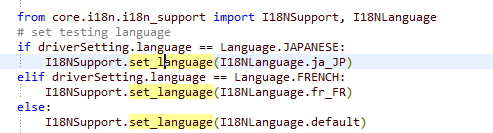 from core.i18n.i18n_support import I18NSupport, I18NLanguage
# set testing language
if driverSetting.language == Language.JAPANESE:
    I18NSupport.set_language(I18NLanguage.ja_JP)
elif driverSetting.language == Language.FRENCH:
    I18NSupport.set_language(I18NLanguage.fr_FR)
else:
    I18NSupport.set_language(I18NLanguage.default)